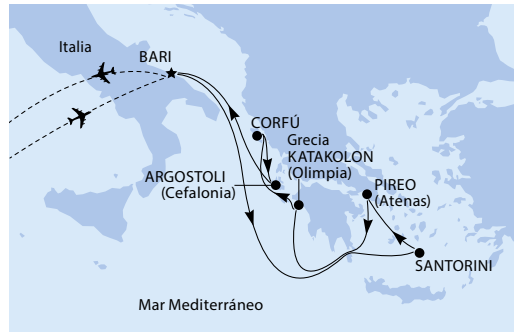 Italia
BARI
CORFÚ
Grecia
KATAKOLON
(Olimpia)
ARGOSTOLI
(Cefalonia)
PIREO
(Atenas)
SANTORINI
Mar Mediterráneo